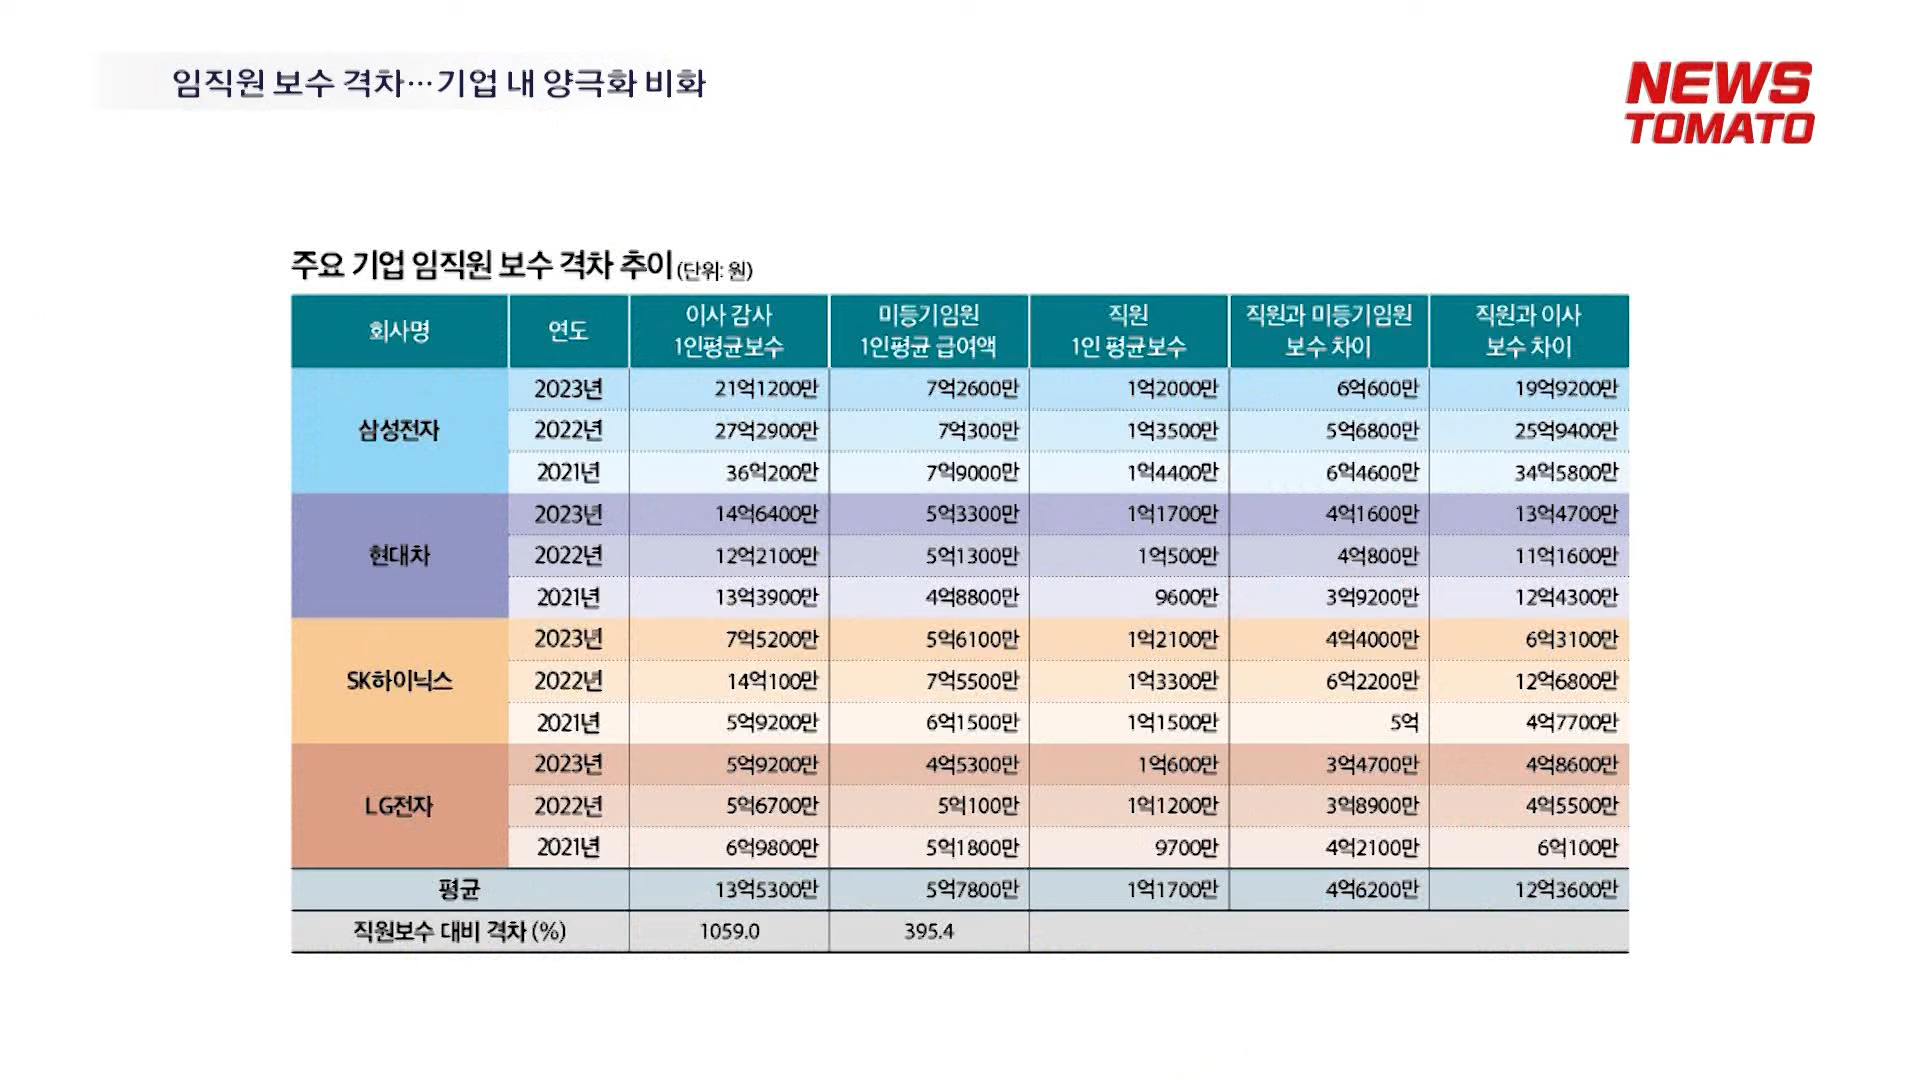 임직원 보수 격차…기업 내 양극화 비화
NEWS
TOMATO
주요 기업 임직원 보수 격차 추이 (단위: 원)
회사명 연도 이사 감사 1인평균보수 미등기임원 1인평균 급여액 직원 1인 평균보수 직원과 미등기임원 보수 차이 직원과 이사 보수 차이
삼성전자 2023년 21억1200만 7억2600만 1억2000만 6억600만 19억9200만
2022년 27억2900만 7억300만 1억3500만 5억6800만 25억9400만
2021년 36억200만 7억9000만 1억4400만 6억4600만 34억5800만
현대차 2023년 14억6400만 5억3300만 1억1700만 4억1600만 13억4700만
2022년 12억2100만 5억1300만 1억500만 4억800만 11억1600만
2021년 13억3900만 4억8800만 9600만 3억9200만 12억4300만
SK하이닉스 2023년 7억5200만 5억6100만 1억2100만 4억4000만 6억3100만
2022년 14억100만 7억5500만 1억3300만 6억2200만 12억6800만
2021년 5억9200만 6억1500만 1억1500만 5억 4억7700만
LG전자 2023년 5억9200만 4억5300만 1억600만 3억4700만 4억8600만
2022년 5억6700만 5억100만 1억1200만 3억8900만 4억5500만
2021년 6억9800만 5억1800만 9700만 4억2100만 6억100만
평균 13억5300만 5억7800만 1억1700만 4억6200만 12억3600만
직원보수 대비 격차 (%) 1059.0 395.4